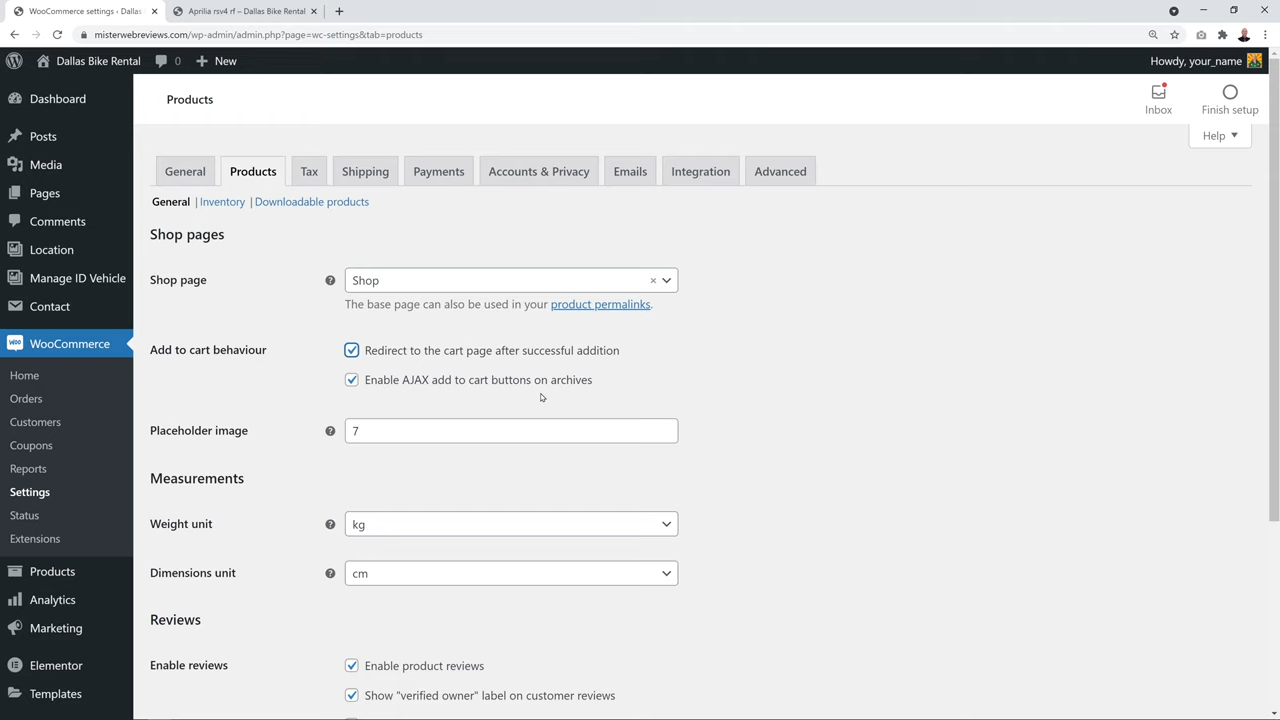 WooCommerce settings ‹ Dallas
Aprilia rsv4 rf – Dallas Bike Rental
misterwebreviews.com/wp-admin/admin.php?page=wc-settings&tab=products
Dallas Bike Rental
0
New
Howdy, your_name
Dashboard
Posts
Media
Pages
Comments
Location
Manage ID Vehicle
Contact
WooCommerce
Home
Orders
Customers
Coupons
Reports
Settings
Status
Extensions
Products
Analytics
Marketing
Elementor
Templates
Products
Inbox
Finish setup
Help
General
Products
Tax
Shipping
Payments
Accounts & Privacy
Emails
Integration
Advanced
General | Inventory | Downloadable products
Shop pages
Shop page
Shop
The base page can also be used in your product permalinks.
Add to cart behaviour
Redirect to the cart page after successful addition
Enable AJAX add to cart buttons on archives
Placeholder image
7
Measurements
Weight unit
kg
Dimensions unit
cm
Reviews
Enable reviews
Enable product reviews
Show "verified owner" label on customer reviews